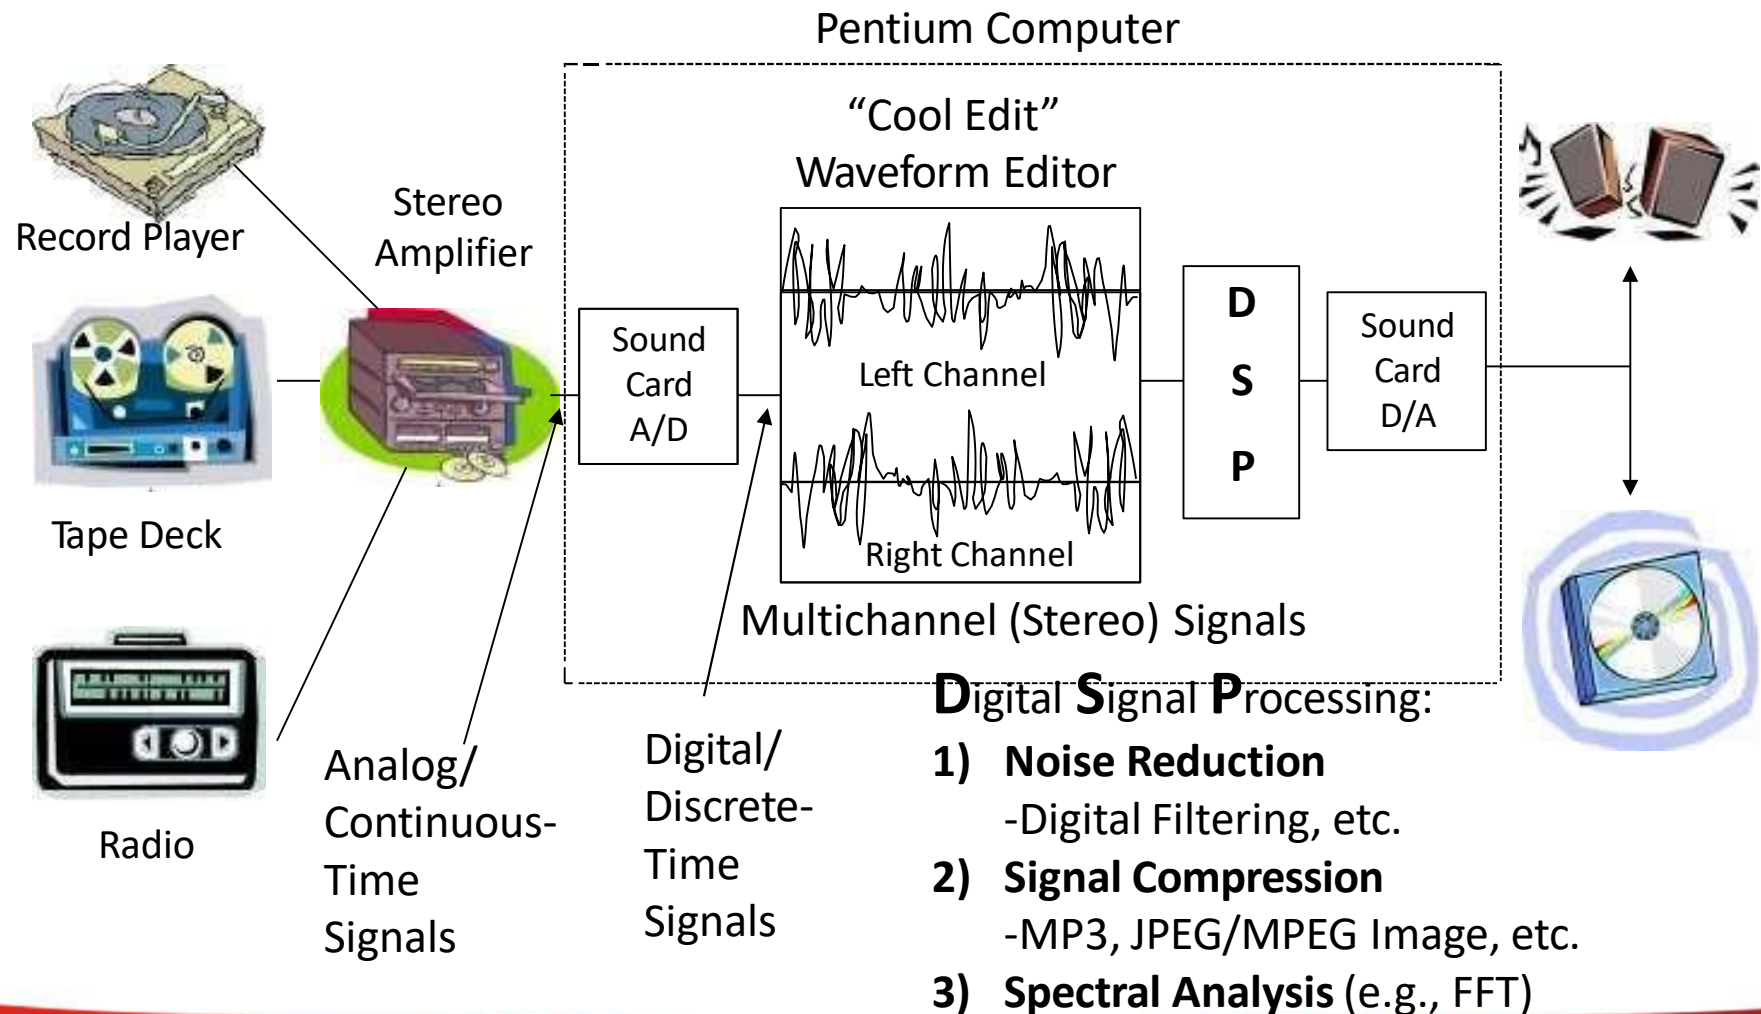 Pentium Computer
“Cool Edit”
Waveform Editor
Record Player
Stereo
Amplifier
Tape Deck
Radio
Sound
Card
A/D
Left Channel
Right Channel
D
S
P
Sound
Card
D/A
Multichannel (Stereo) Signals
Analog/
Continuous-
Time
Signals
Digital/
Discrete-
Time
Signals
Digital Signal Processing:
1) Noise Reduction
-Digital Filtering, etc.
2) Signal Compression
-MP3, JPEG/MPEG Image, etc.
3) Spectral Analysis (e.g., FFT)